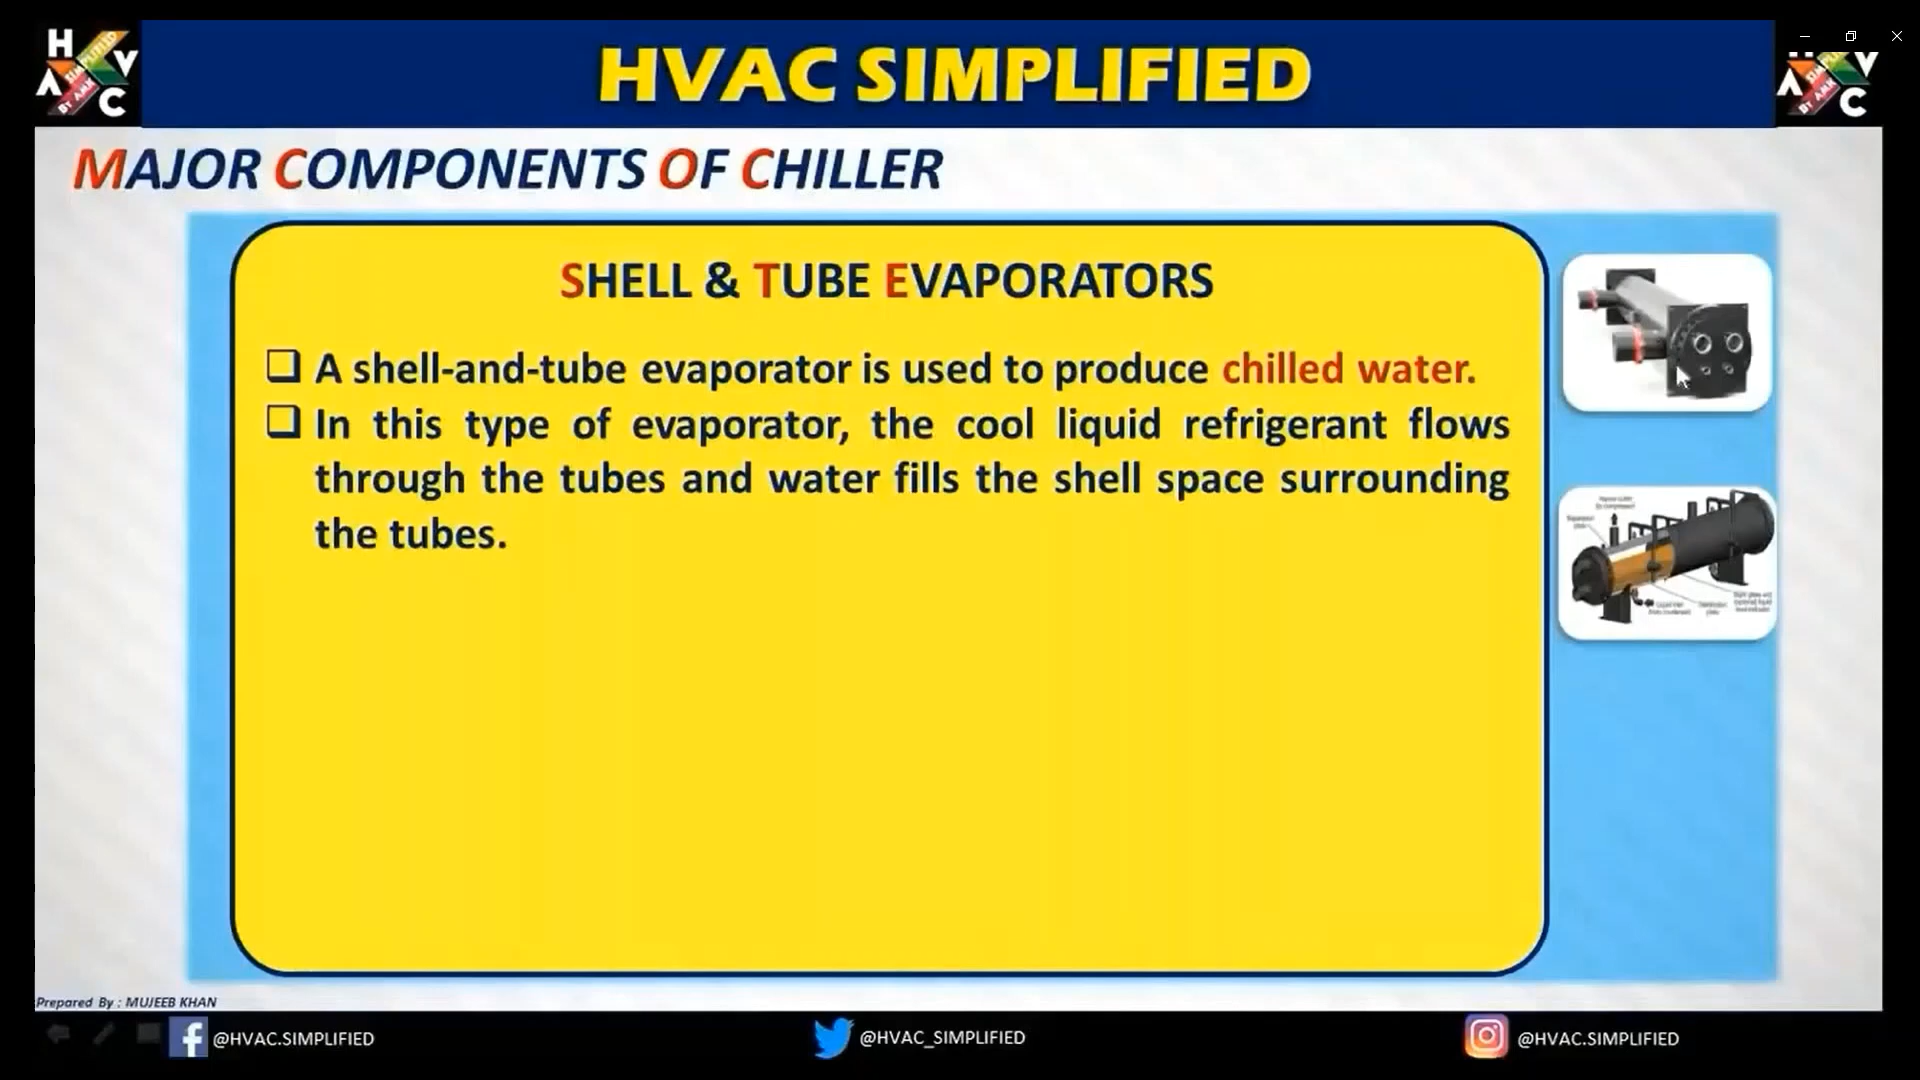 HVAC SIMPLIFIED
MAJOR COMPONENTS OF CHILLER
SHELL & TUBE EVAPORATORS
A shell-and-tube evaporator is used to produce chilled water.
In this type of evaporator, the cool liquid refrigerant flows
through the tubes and water fills the shell space surrounding
the tubes.
Prepared By : MUJEEB KHAN
@HVAC.SIMPLIFIED
@HVAC_SIMPLIFIED
@HVAC.SIMPLIFIED